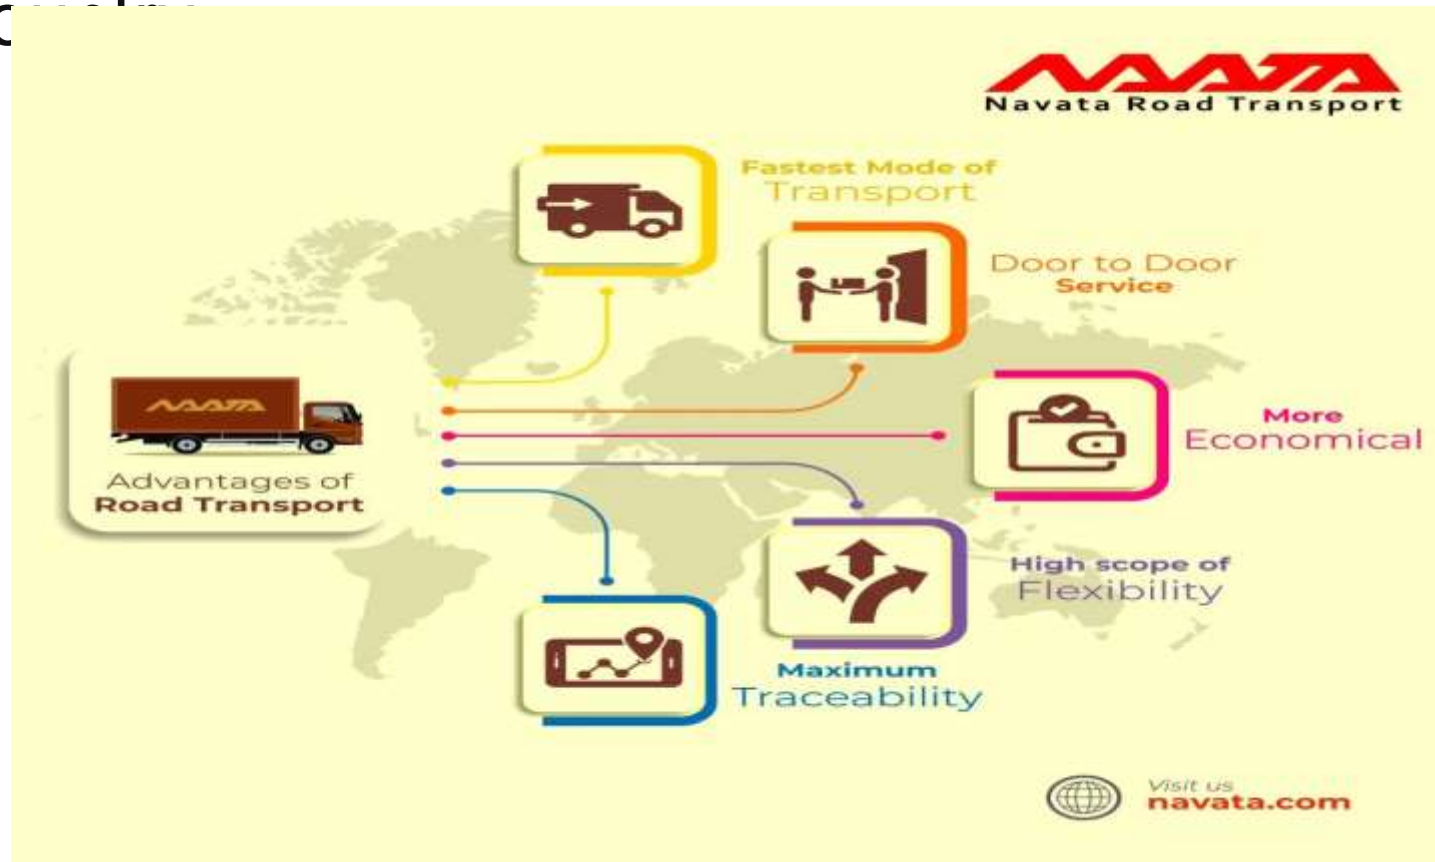 Navata Road Transport
Fastest Mode of
Transport
Door to Door
Service
More
Economical
Advantages of
Road Transport
High scope of
Flexibility
Maximum
Traceability
Visit us
navata.com